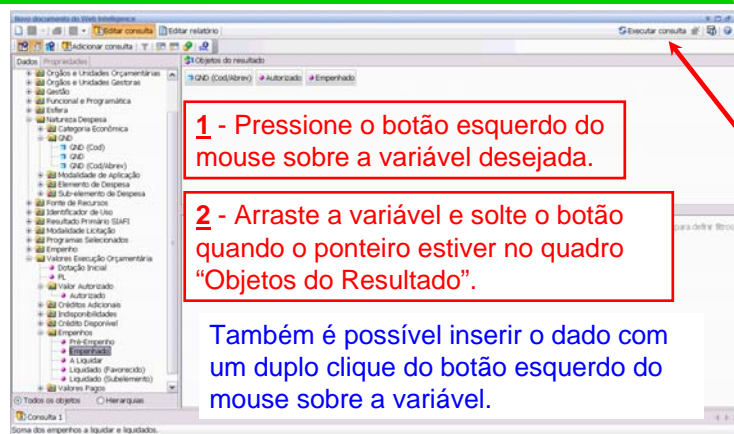 Novo documento do Web Intelligence
Editar consulta Editar relatório Executar consulta
Adicionar consulta
Dados Propriedades Objetos do resultado
Orgãos e Unidades Orçamentárias
Orgãos e Unidades Gestoras
Gestão
Funcional e Programática
Esfera
Natureza Despesa
Categoria Econômica
GND
GND (Cod)
GND
GND (Cod/Abrev)
Modalidade de Aplicação
Elemento de Despesa
Sub-elemento de Despesa
Fonte de Recursos
Identificador de Uso
Resultado Primário SIAFI
Modalidade Licitação
Programas Selecionados
Empenho
Valores Execução Orçamentária
Dotação Inicial
PL
Valor Autorizado
Autorizado
Créditos Adicionais
Indisponibilidades
Crédito Disponível
Empenhos
Pré-Empenho
Empenhado
A Liquidar
Liquidado (Favorecido)
Liquidado (Subelemento)
Valores Pagos
Todos os objetos Hierarquias
Consulta 1
Soma dos empenhos a liquidar e liquidados.
GND (Cod/Abrev) Autorizado Empenhado
1 - Pressione o botão esquerdo do
mouse sobre a variável desejada.
2 - Arraste a variável e solte o botão
quando o ponteiro estiver no quadro
“Objetos do Resultado”.
para definir filtros
Também é possível inserir o dado com
um duplo clique do botão esquerdo do
mouse sobre a variável.